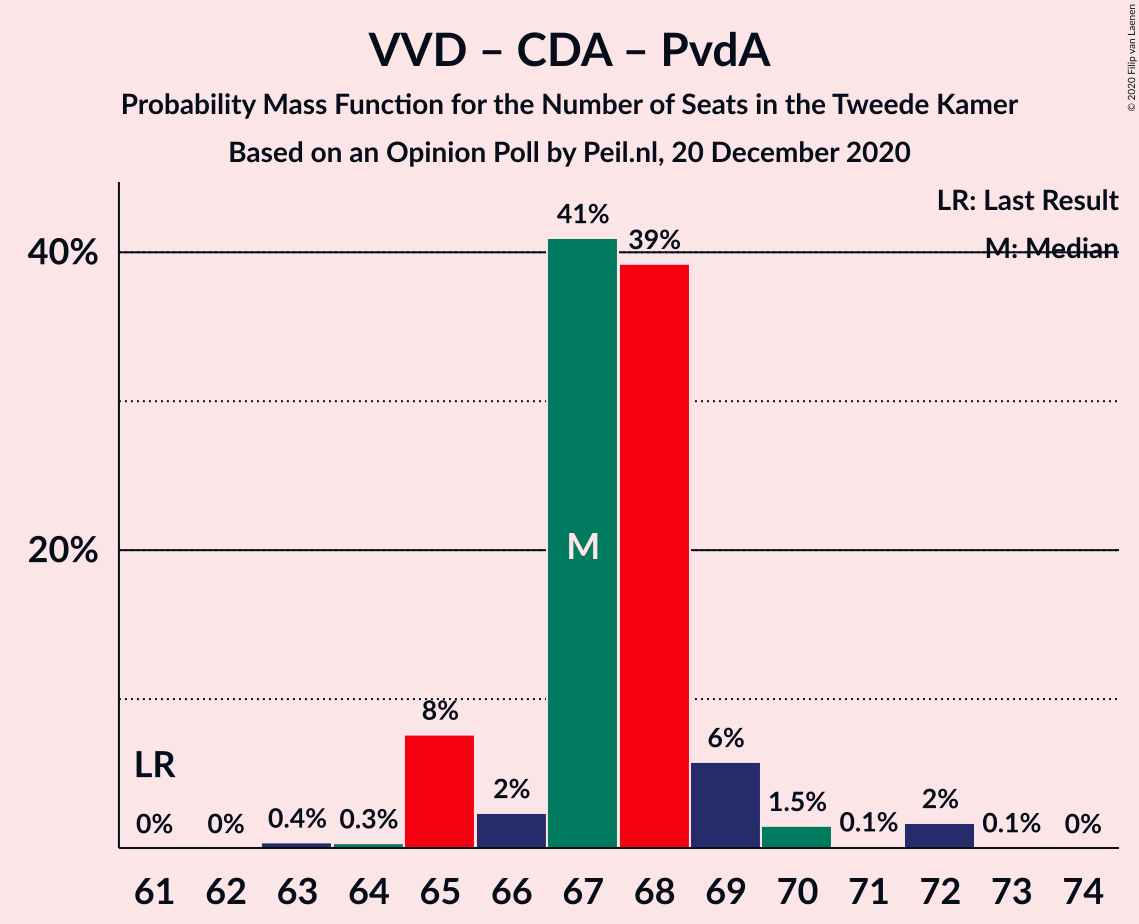 VVD – CDA – PvdA
Probability Mass Function for the Number of Seats in the Tweede Kamer
Based on an Opinion Poll by Peil.nl, 20 December 2020
© 2020 Filip van Laenen
LR: Last Result
M: Median
40%
20%
41%
39%
M
8%
6%
LR
2%
1.5%
2%
0%
0%
0.4%
0.3%
0.1%
0.1%
0%
61 62 63 64 65 66 67 68 69 70 71 72 73 74